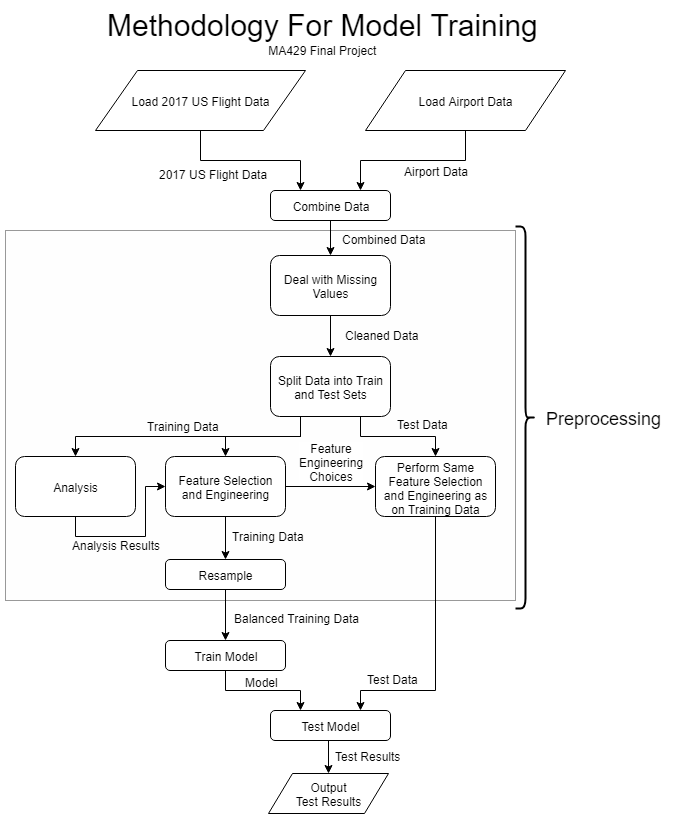 Methodology For Model Training
MA429 Final Project
Load 2017 US Flight Data
Load Airport Data
2017 US Flight Data
Airport Data
Combine Data
Combined Data
Deal with Missing
Values
Cleaned Data
Split Data into Train
and Test Sets
Preprocessing
Training Data
Test Data
Analysis
Feature Selection
and Engineering
Feature
Engineering
Choices
Perform Same
Feature Selection
and Engineering as
on Training Data
Analysis Results
Training Data
Resample
Balanced Training Data
Train Model
Model
Test Data
Test Model
Test Results
Output
Test Results